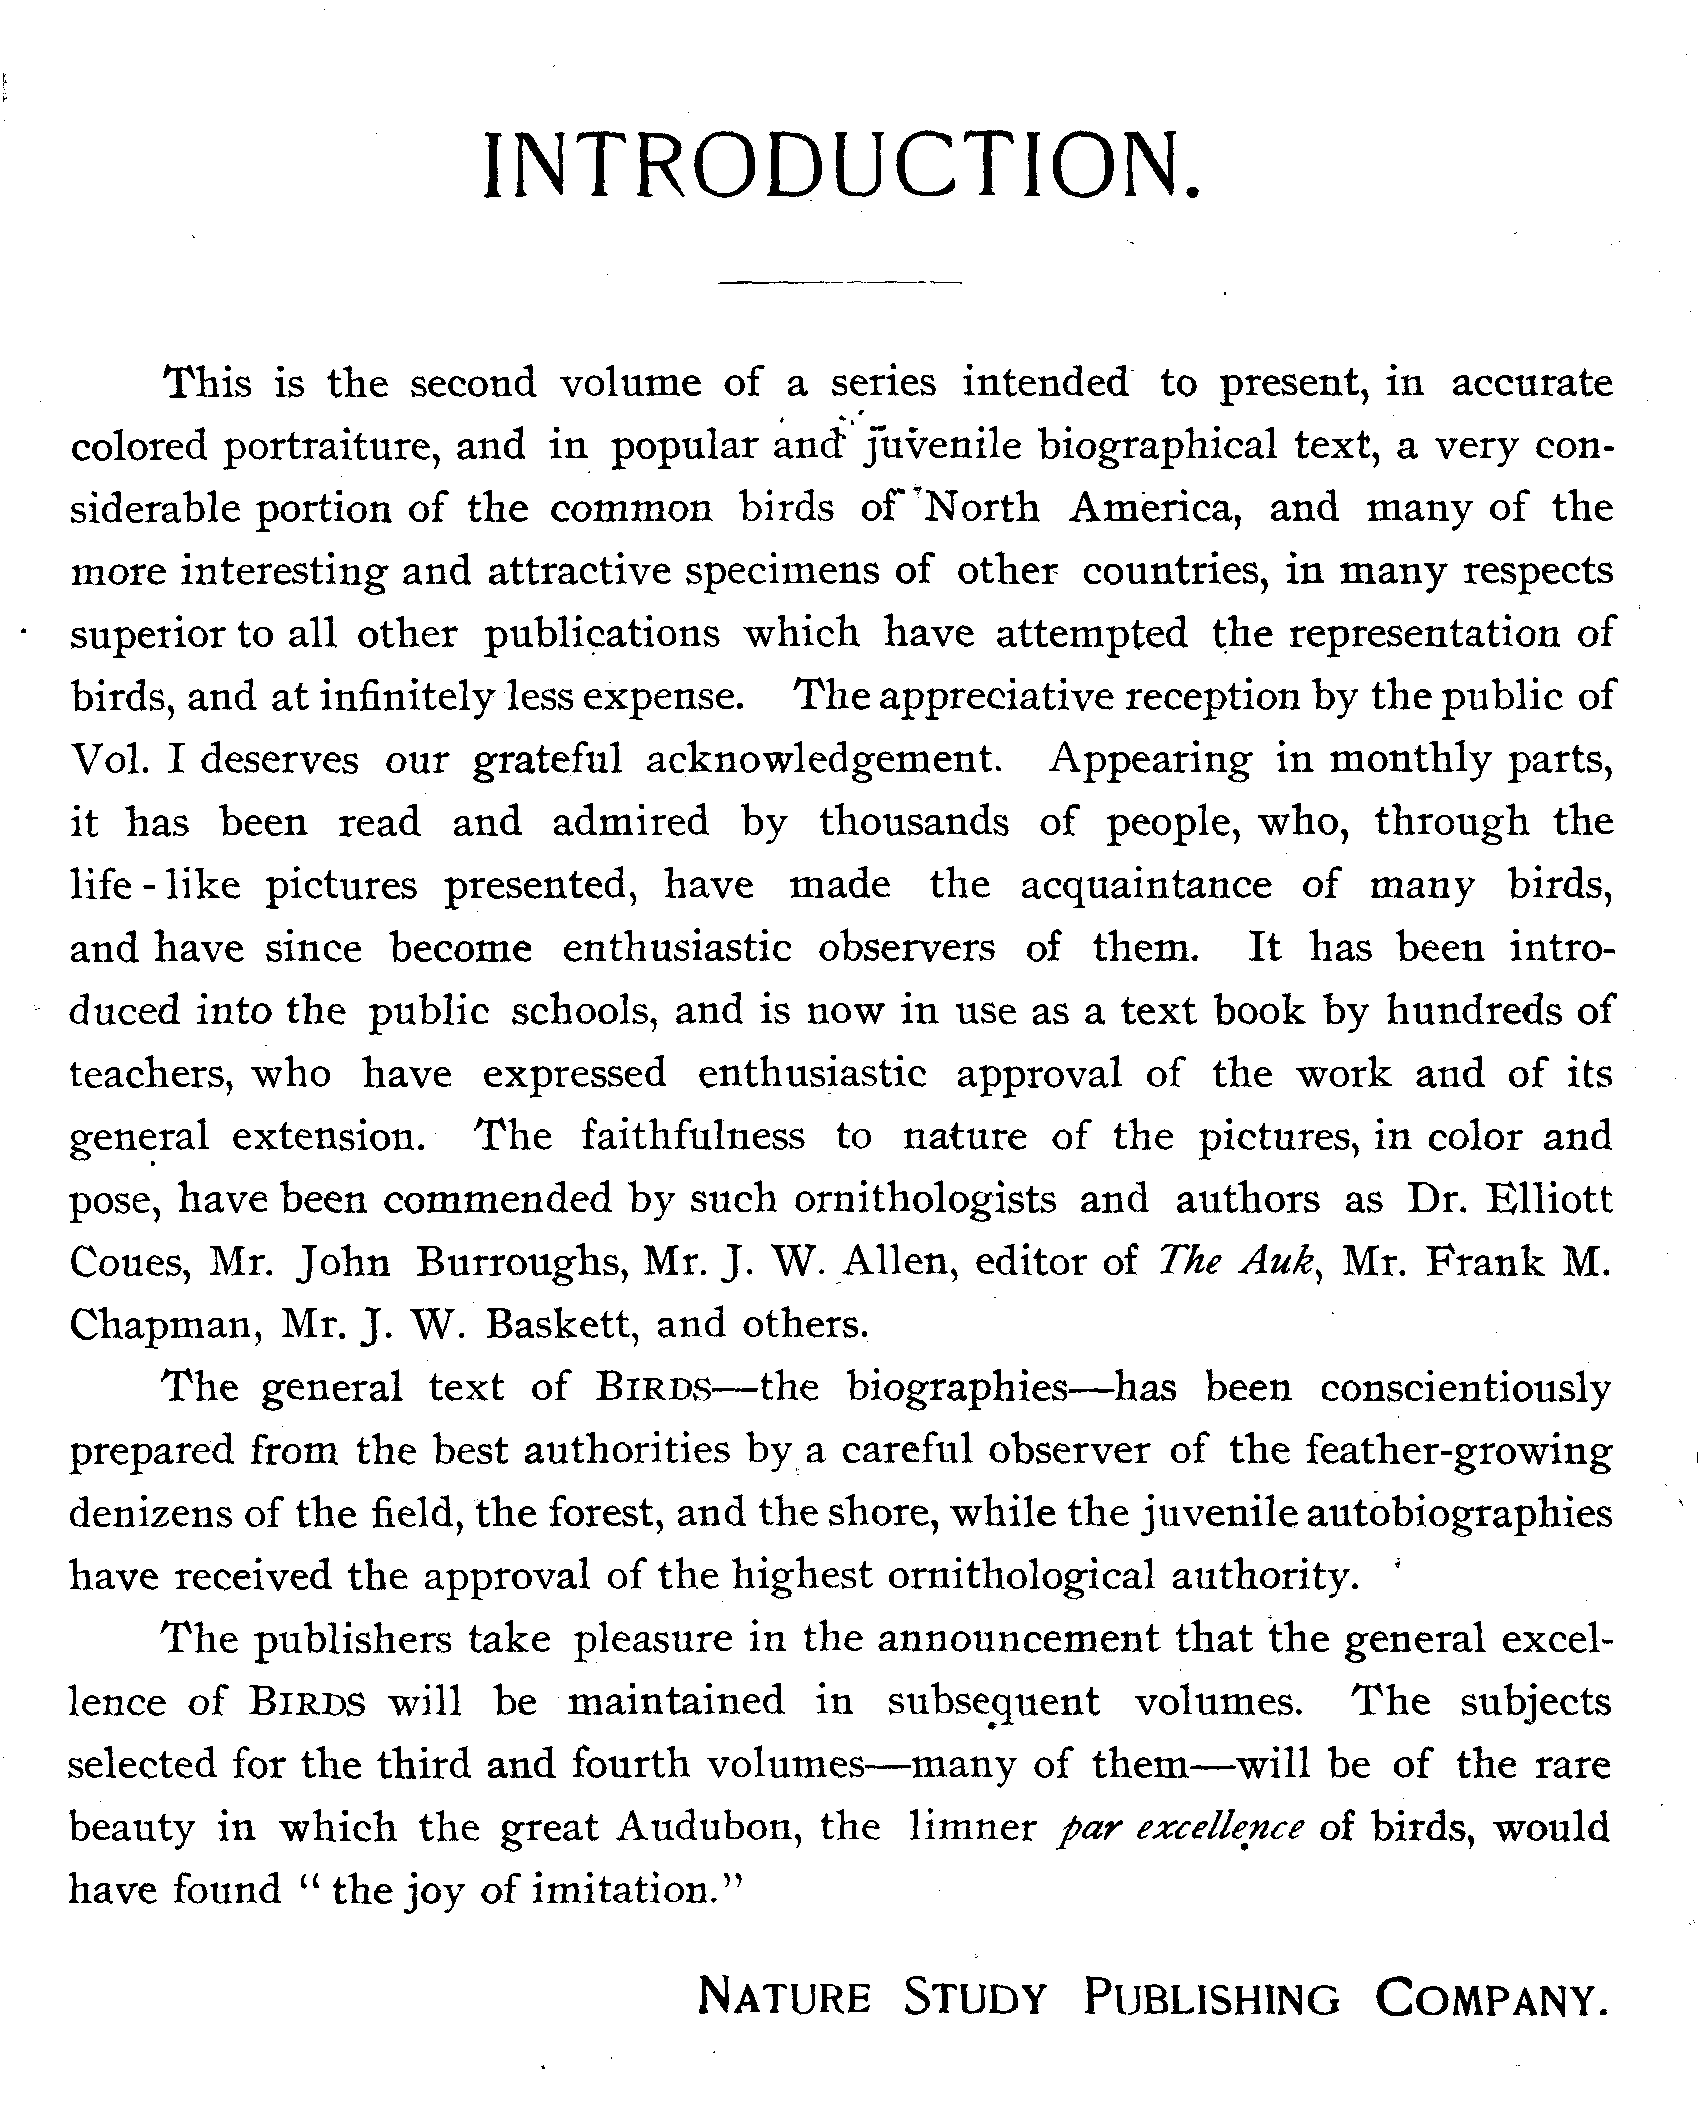 INTRODUCTION.
This is the second volume of a series intended to present, in accurate
colored portraiture, and in popular and juvenile biographical text, a very con-
siderable portion of the common birds of North America, and many of the
more interesting and attractive specimens of other countries, in many respects
superior to all other publications which have attempted the representation of
birds, and at infinitely less expense. The appreciative reception by the public of
Vol. I deserves our grateful acknowledgement. Appearing in monthly parts,
it has been read and admired by thousands of people, who, through the
life-like pictures presented, have made the acquaintance of many birds,
and have since become enthusiastic observers of them. It has been intro-
duced into the public schools, and is now in use as a text book by hundreds of
teachers, who have expressed enthusiastic approval of the work and of its
general extension. The faithfulness to nature of the pictures, in color and
pose, have been commended by such ornithologists and authors as Dr. Elliott
Coues, Mr. John Burroughs, Mr. J. W. Allen, editor of The Auk, Mr. Frank M.
Chapman, Mr. J. W. Baskett, and others.
The general text of BIRDS—the biographies—has been conscientiously
prepared from the best authorities by a careful observer of the feather-growing
denizens of the field, the forest, and the shore, while the juvenile autobiographies
have received the approval of the highest ornithological authority.
The publishers take pleasure in the announcement that the general excel-
lence of BIRDS will be maintained in subsequent volumes. The subjects
selected for the third and fourth volumes—many of them—will be of the rare
beauty in which the great Audubon, the limner par excellence of birds, would
have found "the joy of imitation."
NATURE STUDY PUBLISHING COMPANY.